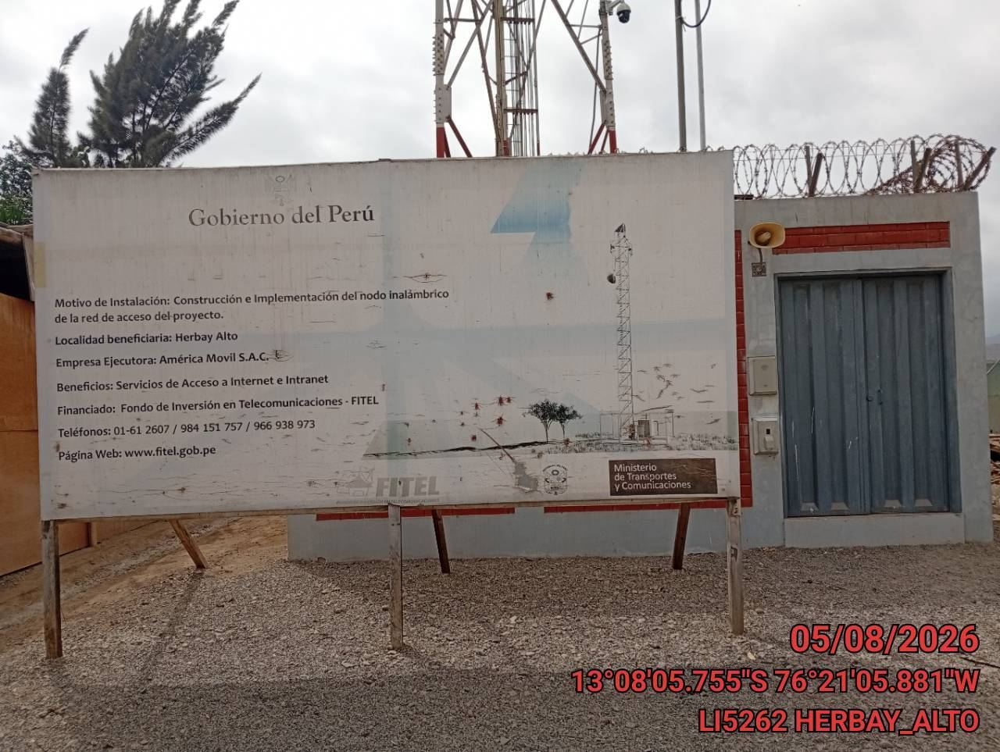 Gobierno del Perú
Motivo de Instalación: Construcción e Implementación del nodo inalámbrico
de la red de acceso del proyecto.
Localidad beneficiaria: Herbay Alto
Empresa Ejecutora: América Movil S.A.C.
Beneficios: Servicios de Acceso a Internet e Intranet
Financiado: Fondo de Inversión en Telecomunicaciones - FITEL
Teléfonos: 01-61 2607 / 984 151 757 / 966 938 973
Página Web: www.fitel.gob.pe
FITEL
Ministerio
de Transportes
y Comunicaciones
05/08/2026
13°08'05.755"S 76°21'05.881"W
LI5262 HERBAY_ALTO